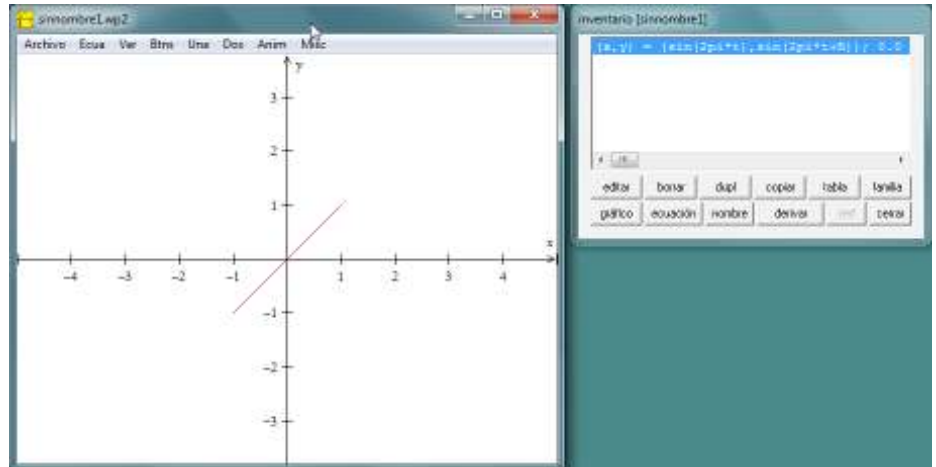 sinnombre1.wp2
Archivo Ecua Ver Btns Una Dos Anim Misc
y
3
2
1
x
-4 -3 -2 -1 1 2 3 4
-1
-2
-3
inventario [sinnombre1]
(x,y) = (sin(2pi*t),sin(2pi*t+B)); 0.0
editar borrar dupl copiar tabla familia
gráfico ecuación nombre derivar cerrar